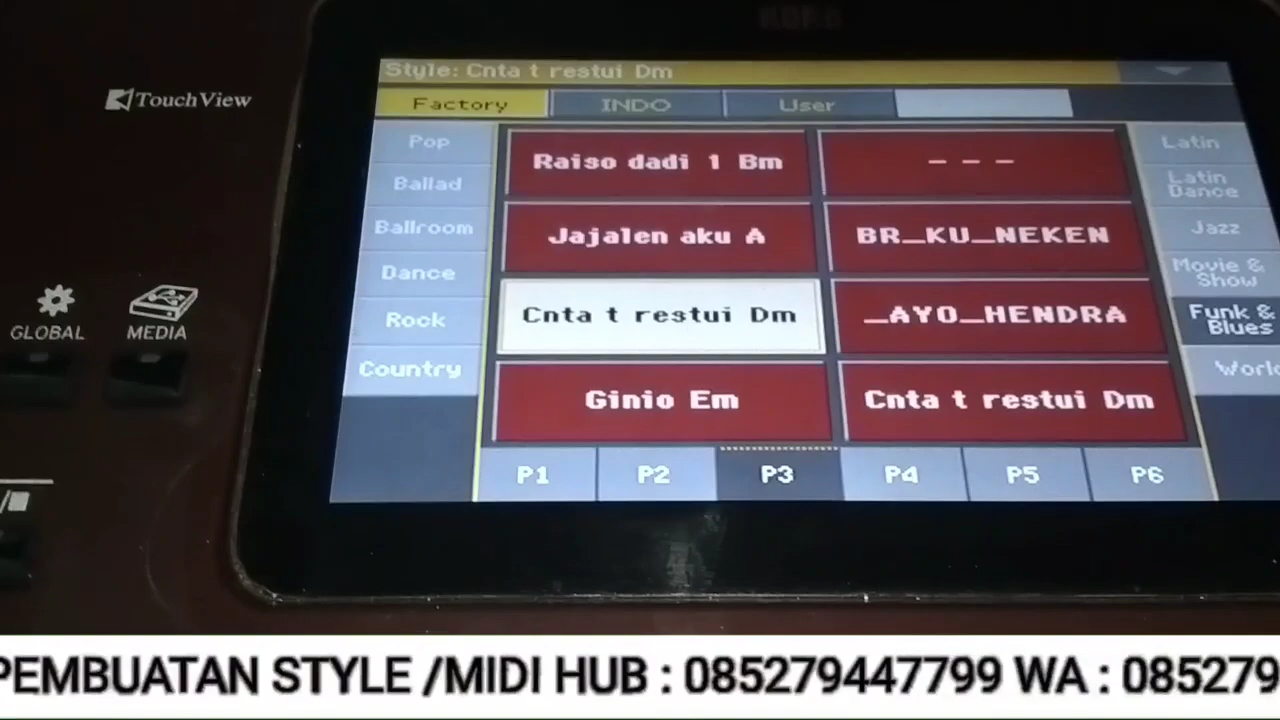 KORG
Style: Cnta t restui Dm
TouchView
Factory INDO User
Pop
Ballad
Ballroom
Dance
Rock
Country
Raiso dadi 1 Bm
- - -
Jajalen aku A
BR_KU_NEKEN
Cnta t restui Dm
_AYO_HENDRA
Ginio Em
Cnta t restui Dm
Latin
Latin
Dance
Jazz
Movie &
Show
Funk &
Blues
World
P1 P2 P3 P4 P5 P6
GLOBAL MEDIA
PEMBUATAN STYLE /MIDI HUB : 085279447799 WA : 085279